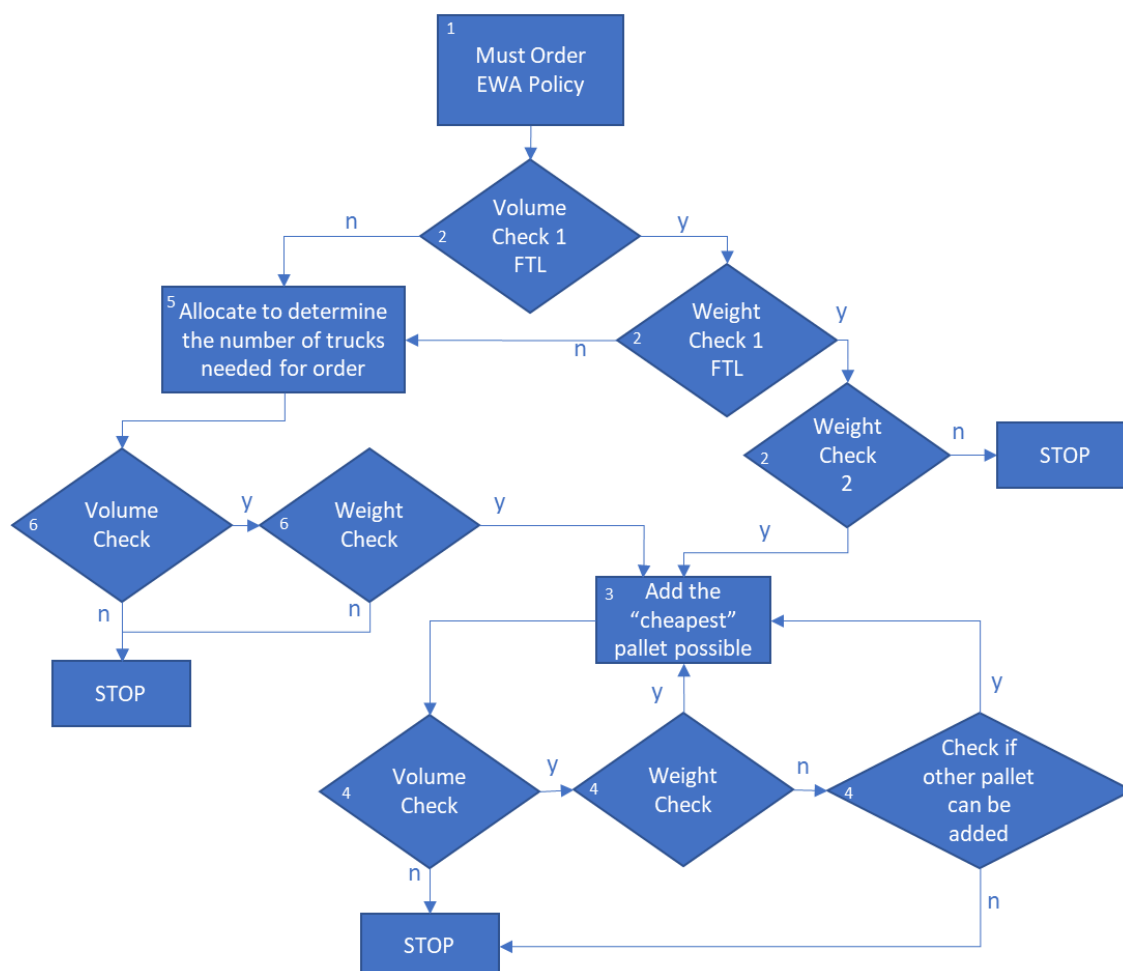 1
Must Order
EWA Policy
n
2
Volume
Check 1
FTL
y
5
Allocate to determine
the number of trucks
needed for order
n
2
Weight
Check 1
FTL
y
2
Weight
Check
2
n
STOP
y
6
Volume
Check
y
6
Weight
Check
y
n
n
STOP
3
Add the
“cheapest”
pallet possible
y
y
4
Volume
Check
y
4
Weight
Check
n
4
Check if
other pallet
can be
added
n
n
STOP